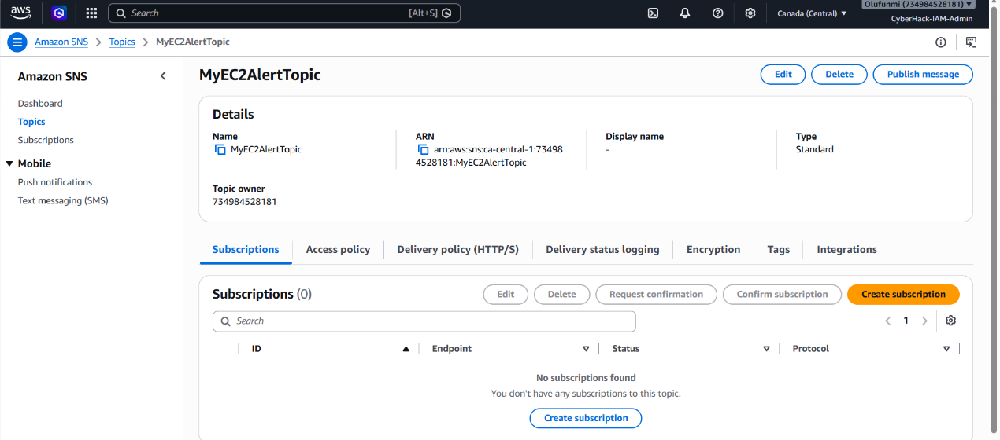 aws
Search [Alt+S]
Canada (Central)
Olufunmi (734984528181)
CyberHack-IAM-Admin
Amazon SNS
Topics
MyEC2AlertTopic
Amazon SNS
Dashboard
Topics
Subscriptions
Mobile
Push notifications
Text messaging (SMS)
MyEC2AlertTopic
Edit
Delete
Publish message
Details
Name
MyEC2AlertTopic
ARN
arn:aws:sns:ca-central-1:73498
4528181:MyEC2AlertTopic
Display name
-
Type
Standard
Topic owner
734984528181
Subscriptions
Access policy
Delivery policy (HTTP/S)
Delivery status logging
Encryption
Tags
Integrations
Subscriptions (0)
Edit
Delete
Request confirmation
Confirm subscription
Create subscription
Search
1
ID
Endpoint
Status
Protocol
No subscriptions found
You don't have any subscriptions to this topic.
Create subscription